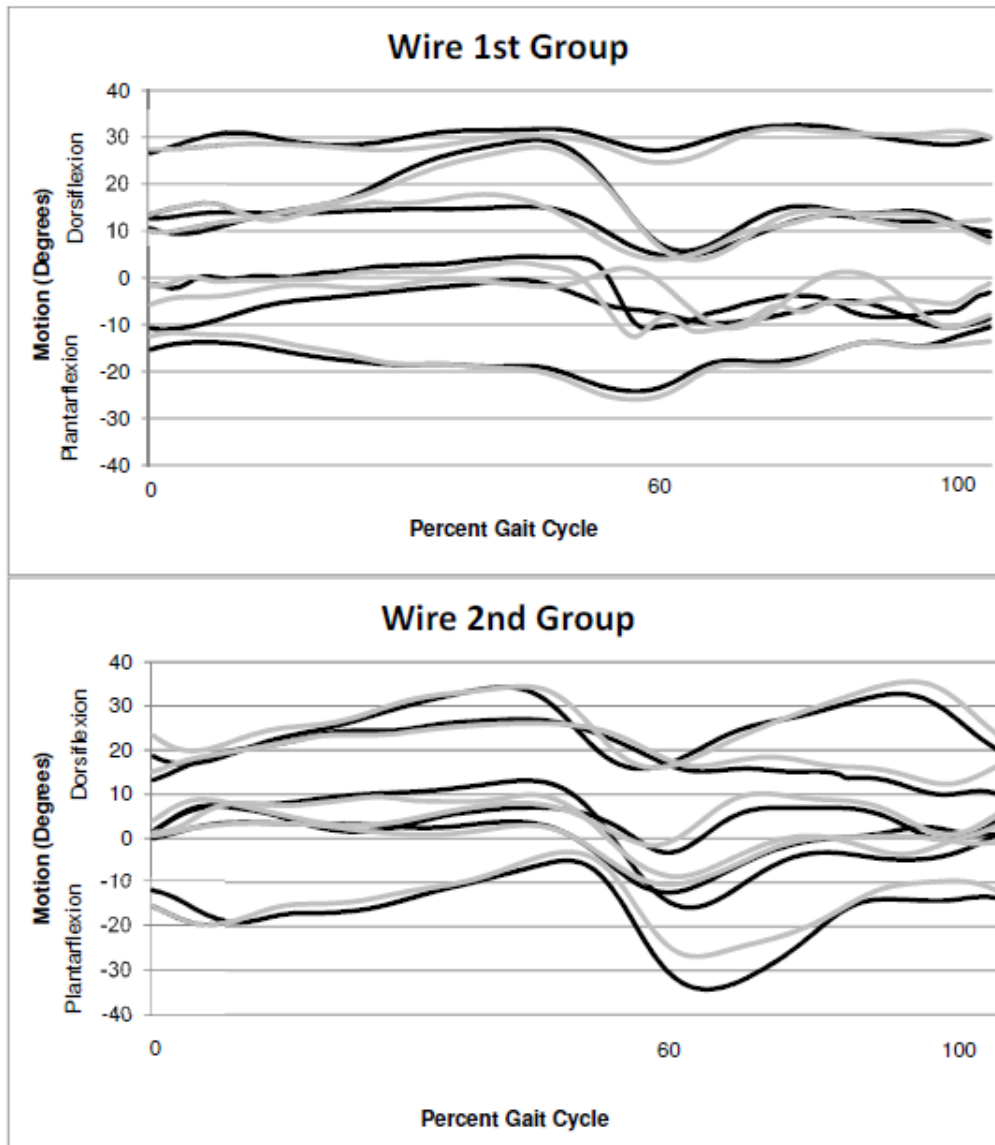 Wire 1st Group
40
30
20
10
0
-10
-20
-30
-40
Motion (Degrees)
Dorsiflexion
Plantarflexion
0
60
100
Percent Gait Cycle
Wire 2nd Group
40
30
20
10
0
-10
-20
-30
-40
Motion (Degrees)
Dorsiflexion
Plantarflexion
0
60
100
Percent Gait Cycle